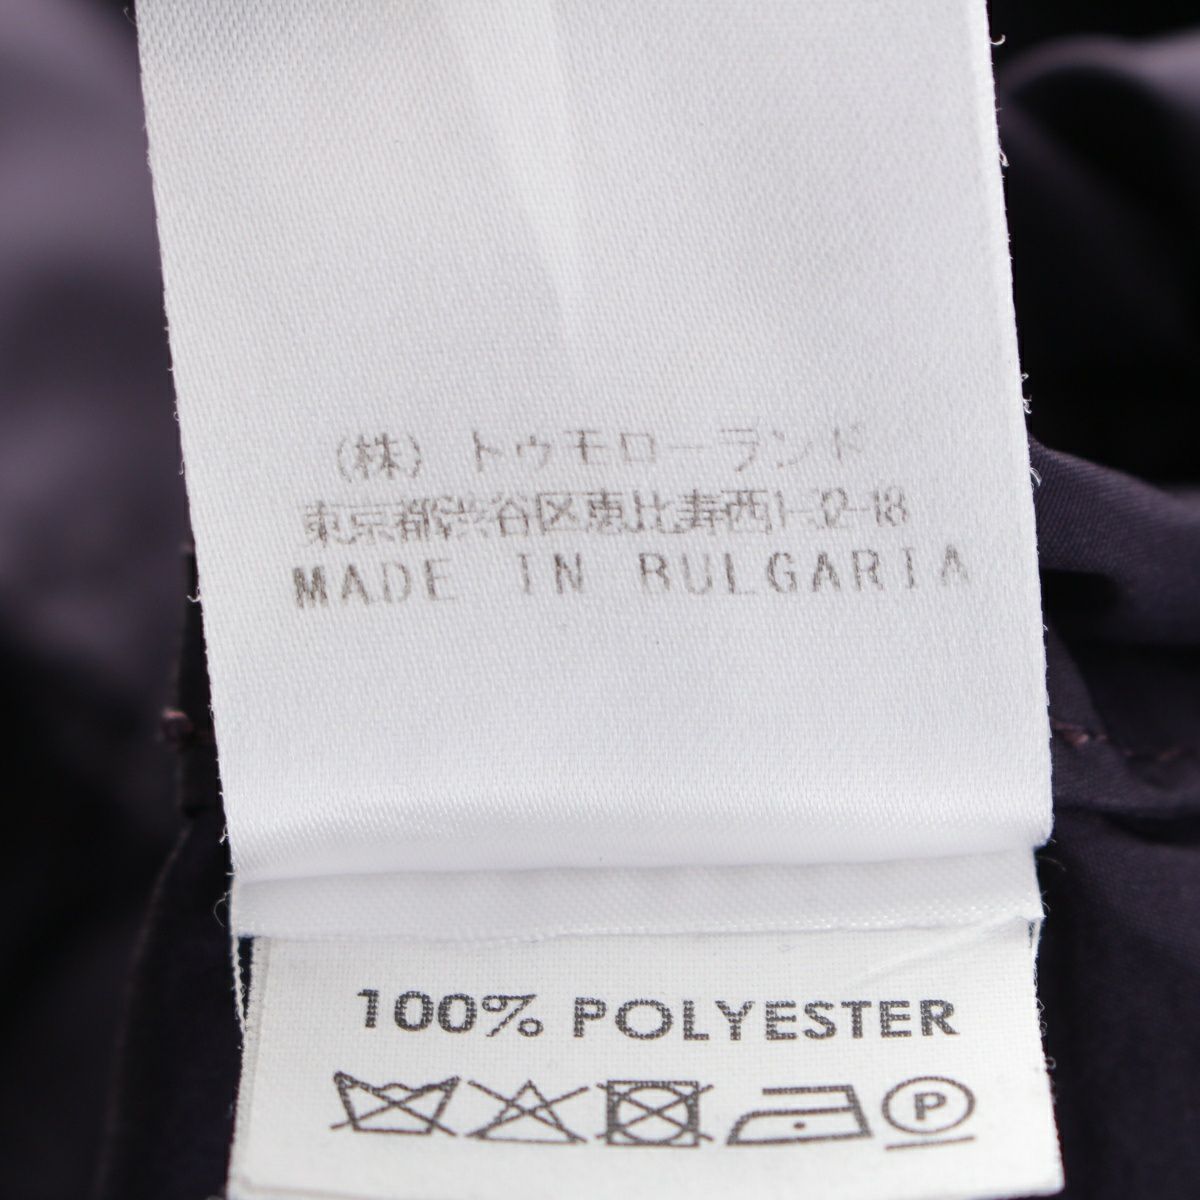 (株) トゥモローランド
東京都渋谷区恵比寿西1-32-18
MADE IN BULGARIA
100% POLYESTER
P